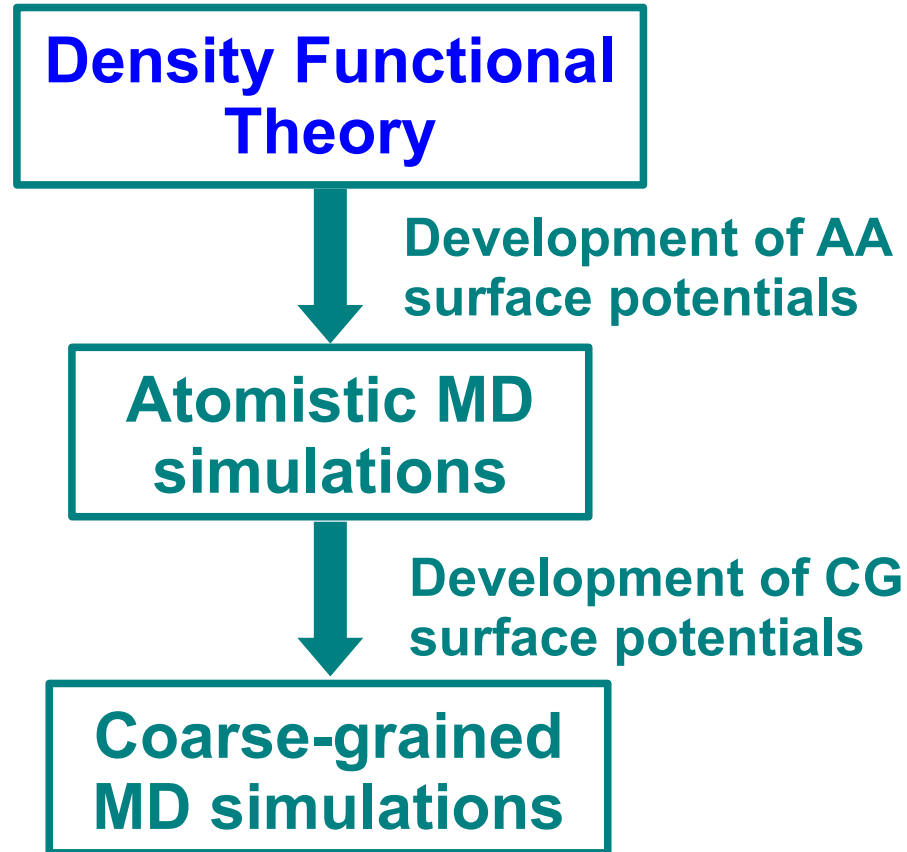 Density Functional
Theory
Development of AA
surface potentials
Atomistic MD
simulations
Development of CG
surface potentials
Coarse-grained
MD simulations